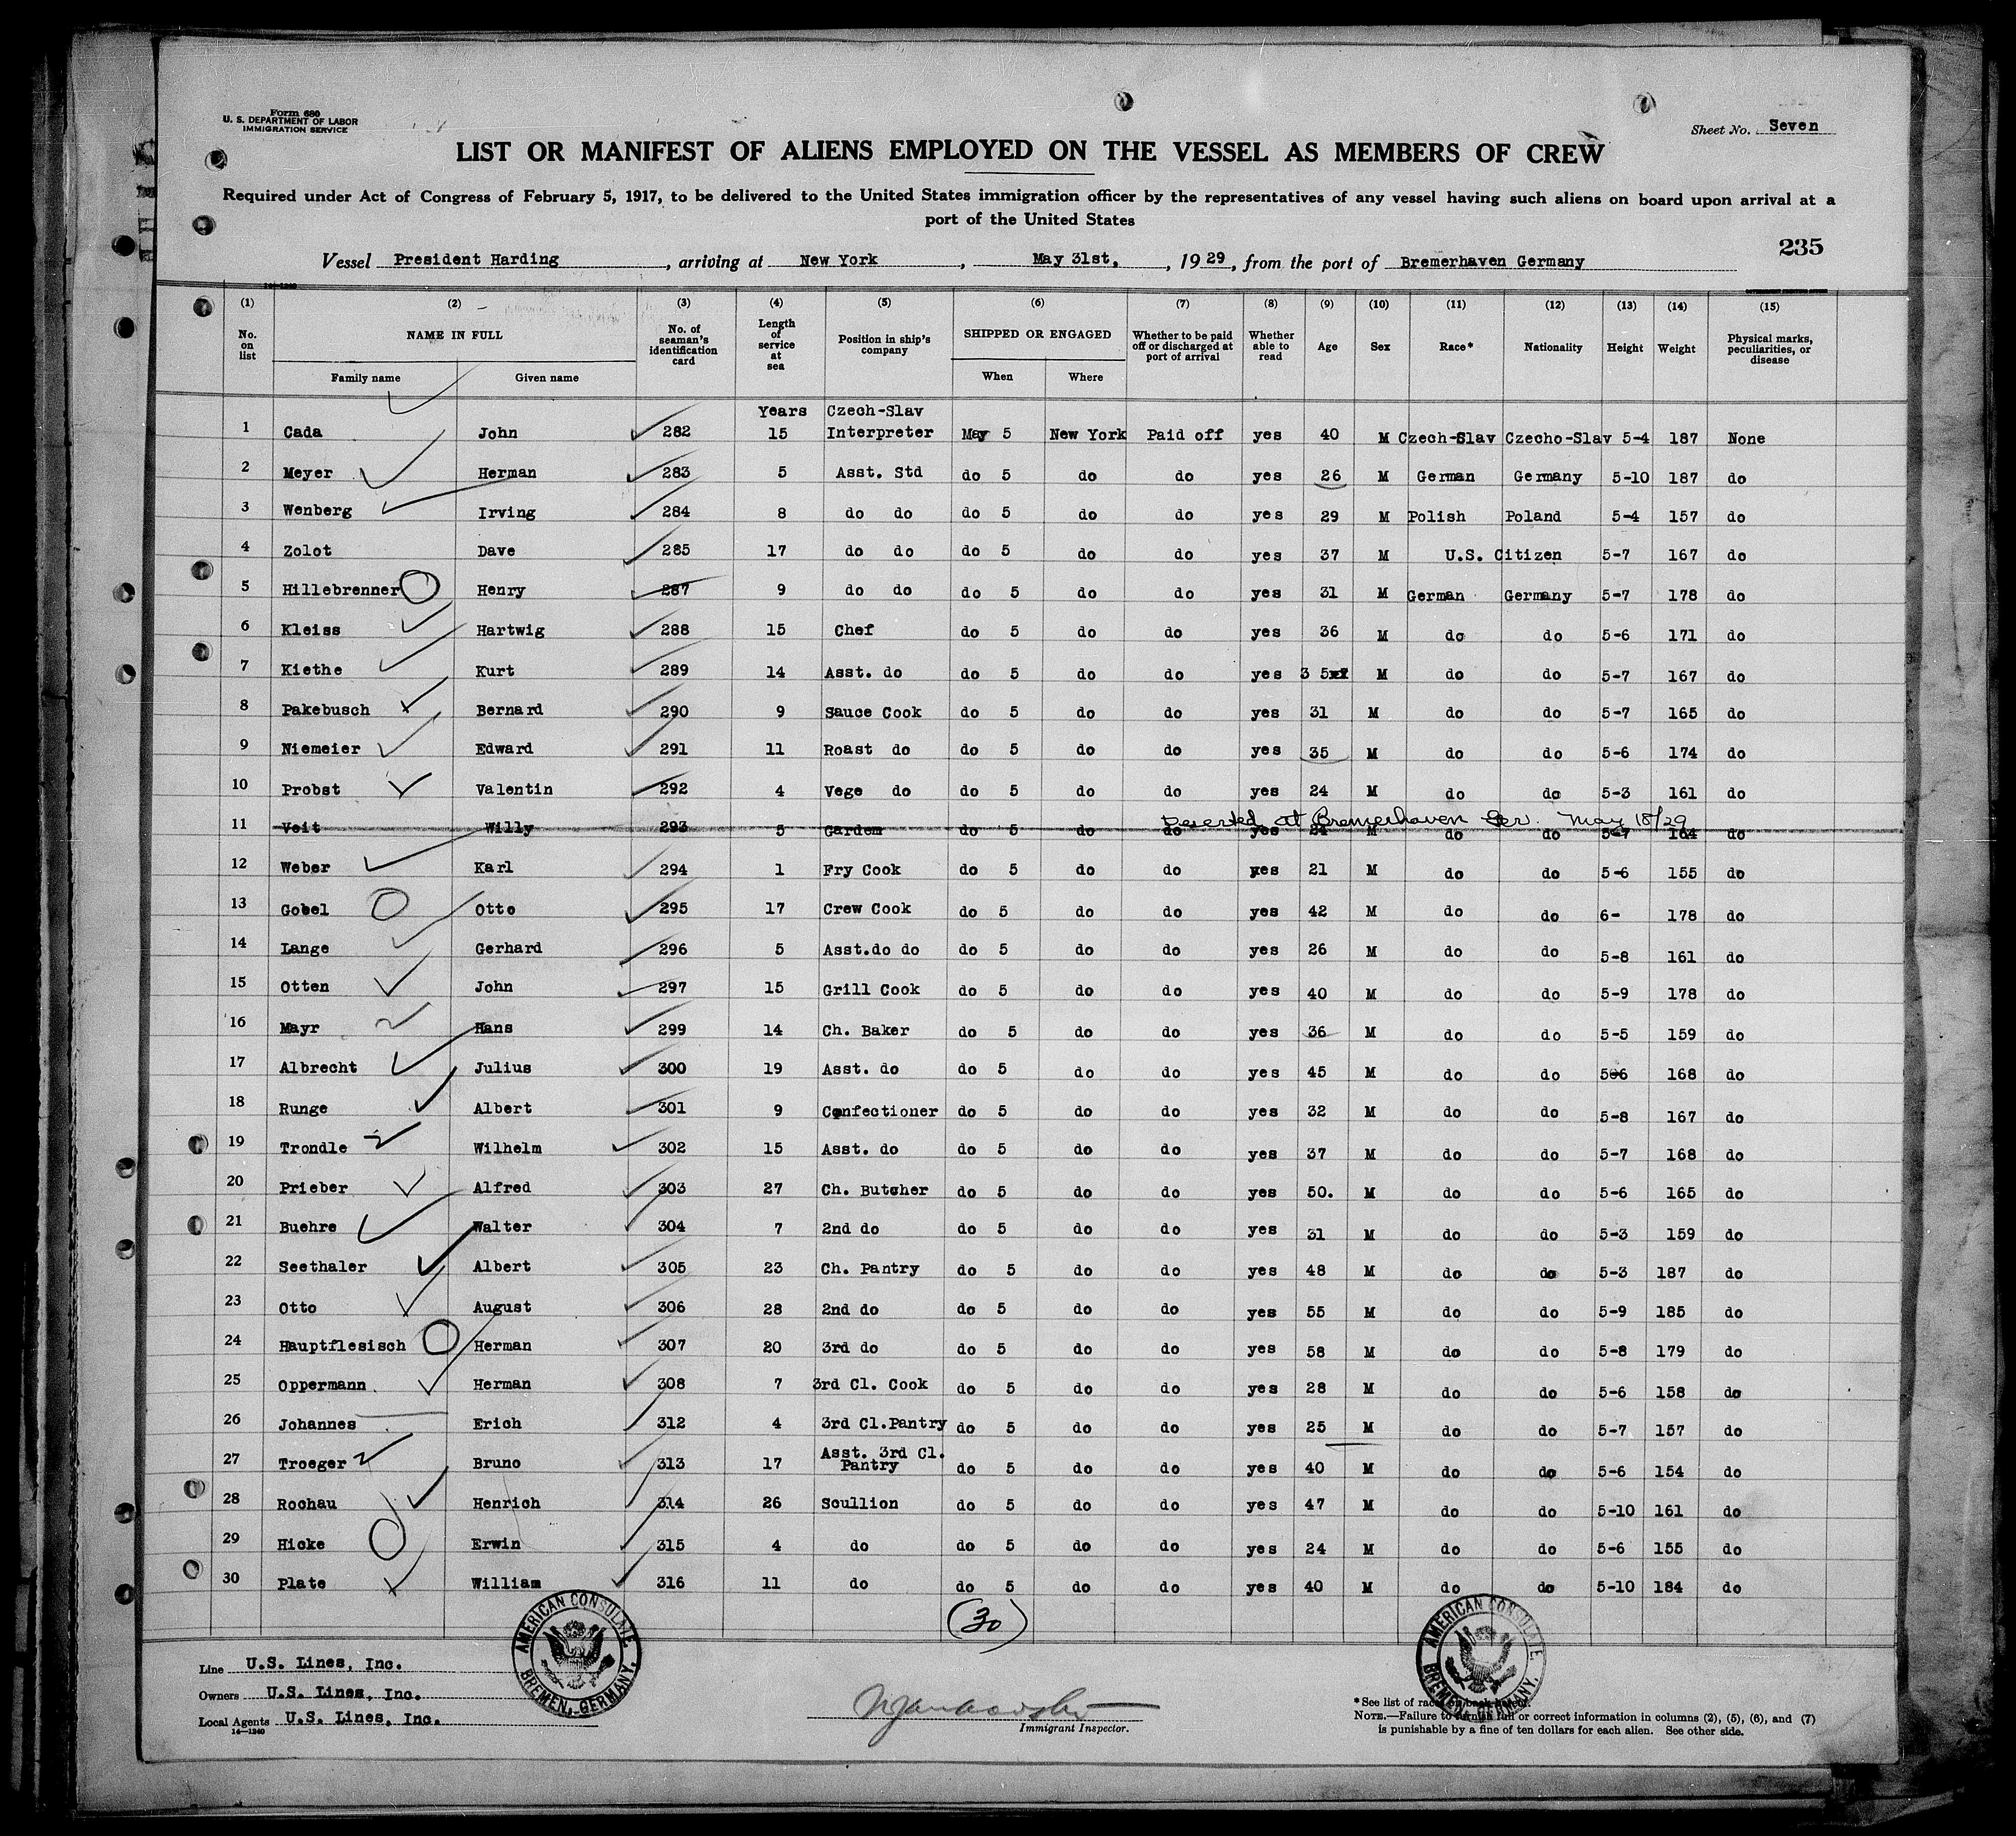 Form 680
U. S. DEPARTMENT OF LABOR
IMMIGRATION SERVICE
Sheet No. Seven
LIST OR MANIFEST OF ALIENS EMPLOYED ON THE VESSEL AS MEMBERS OF CREW
Required under Act of Congress of February 5, 1917, to be delivered to the United States immigration officer by the representatives of any vessel having such aliens on board upon arrival at a
port of the United States
235
Vessel President Harding, arriving at New York, May 31st, , 1929, from the port of Bremerhaven Germany
14-1240
(1) (2) (3) (4) (5) (6) (7) (8) (9) (10) (11) (12) (13) (14) (15)
No. on list NAME IN FULL No. of seaman's identification card Length of service at sea Position in ship's company SHIPPED OR ENGAGED Whether to be paid off or discharged at port of arrival Whether able to read Age Sex Race* Nationality Height Weight Physical marks, peculiarities, or disease
Family name Given name When Where
Years Czech-Slav
1 Cada John 282 15 Interpreter May 5 New York Paid off yes 40 M Czech-Slav Czecho-Slav 5-4 187 None
2 Meyer Herman 283 5 Asst. Std do 5 do do yes 26 M German Germany 5-10 187 do
3 Wenberg Irving 284 8 do do do 5 do do yes 29 M Polish Poland 5-4 157 do
4 Zolot Dave 285 17 do do do 5 do do yes 37 M U.S. Citizen 5-7 167 do
5 Hillebrenner Henry 287 9 do do do 5 do do yes 31 M German Germany 5-7 178 do
6 Kleiss Hartwig 288 15 Chef do 5 do do yes 36 M do do 5-6 171 do
7 Kiethe Kurt 289 14 Asst. do do 5 do do yes 3 5 M do do 5-7 167 do
8 Pakebusch Bernard 290 9 Sauce Cook do 5 do do yes 31 M do do 5-7 165 do
9 Niemeier Edward 291 11 Roast do do 5 do do yes 35 M do do 5-6 174 do
10 Probst Valentin 292 4 Vege do do 5 do do yes 24 M do do 5-3 161 do
Deserted at Bremerhaven Ger. May 18/29
11 Veit Willy 293 5 Gardem do 5 do do yes 24 M do do 5-7 164 do
12 Weber Karl 294 1 Fry Cook do 5 do do yes 21 M do do 5-6 155 do
13 Gobel Otto 295 17 Crew Cook do 5 do do yes 42 M do do 6- 178 do
14 Lange Gerhard 296 5 Asst.do do do 5 do do yes 26 M do do 5-8 161 do
15 Otten John 297 15 Grill Cook do 5 do do yes 40 M do do 5-9 178 do
16 Mayr Hans 299 14 Ch. Baker do 5 do do yes 36 M do do 5-5 159 do
17 Albrecht Julius 300 19 Asst. do do 5 do do yes 45 M do do 5-6 168 do
18 Runge Albert 301 9 Confectioner do 5 do do yes 32 M do do 5-8 167 do
19 Trondle Wilhelm 302 15 Asst. do do 5 do do yes 37 M do do 5-7 168 do
20 Prieber Alfred 303 27 Ch. Butcher do 5 do do yes 50. M do do 5-6 165 do
21 Buehre Walter 304 7 2nd do do 5 do do yes 31 M do do 5-3 159 do
22 Seethaler Albert 305 23 Ch. Pantry do 5 do do yes 48 M do do 5-3 187 do
23 Otto August 306 28 2nd do do 5 do do yes 55 M do do 5-9 185 do
24 Hauptflesisch Herman 307 20 3rd do do 5 do do yes 58 M do do 5-8 179 do
25 Oppermann. Herman 308 7 3rd Cl. Cook do 5 do do yes 28 M do do 5-6 158 do
26 Johannes Erich 312 4 3rd Cl.Pantry do 5 do do yes 25 M do do 5-7 157 do
27 Troeger Bruno 313 17 Asst. 3rd Cl. Pantry do 5 do do yes 40 M do do 5-6 154 do
28 Rochau Henrich 314 26 Scullion do 5 do do yes 47 M do do 5-10 161 do
29 Hicke Erwin 315 4 do do 5 do do yes 24 M do do 5-6 155 do
30 Plate William 316 11 do do 5 do do yes 40 M do do 5-10 184 do
(30)
AMERICAN CONSULATE. BREMEN, GERMANY.
AMERICAN CONSULATE. BREMEN, GERMANY.
Line U.S. Lines, Inc.
Owners U.S. Lines, Inc.
Local Agents U.S. Lines, Inc.
14-1240
Immigrant Inspector.
*See list of races on back hereof.
NOTE.—Failure to furnish full or correct information in columns (2), (5), (6), and (7)
is punishable by a fine of ten dollars for each alien. See other side.